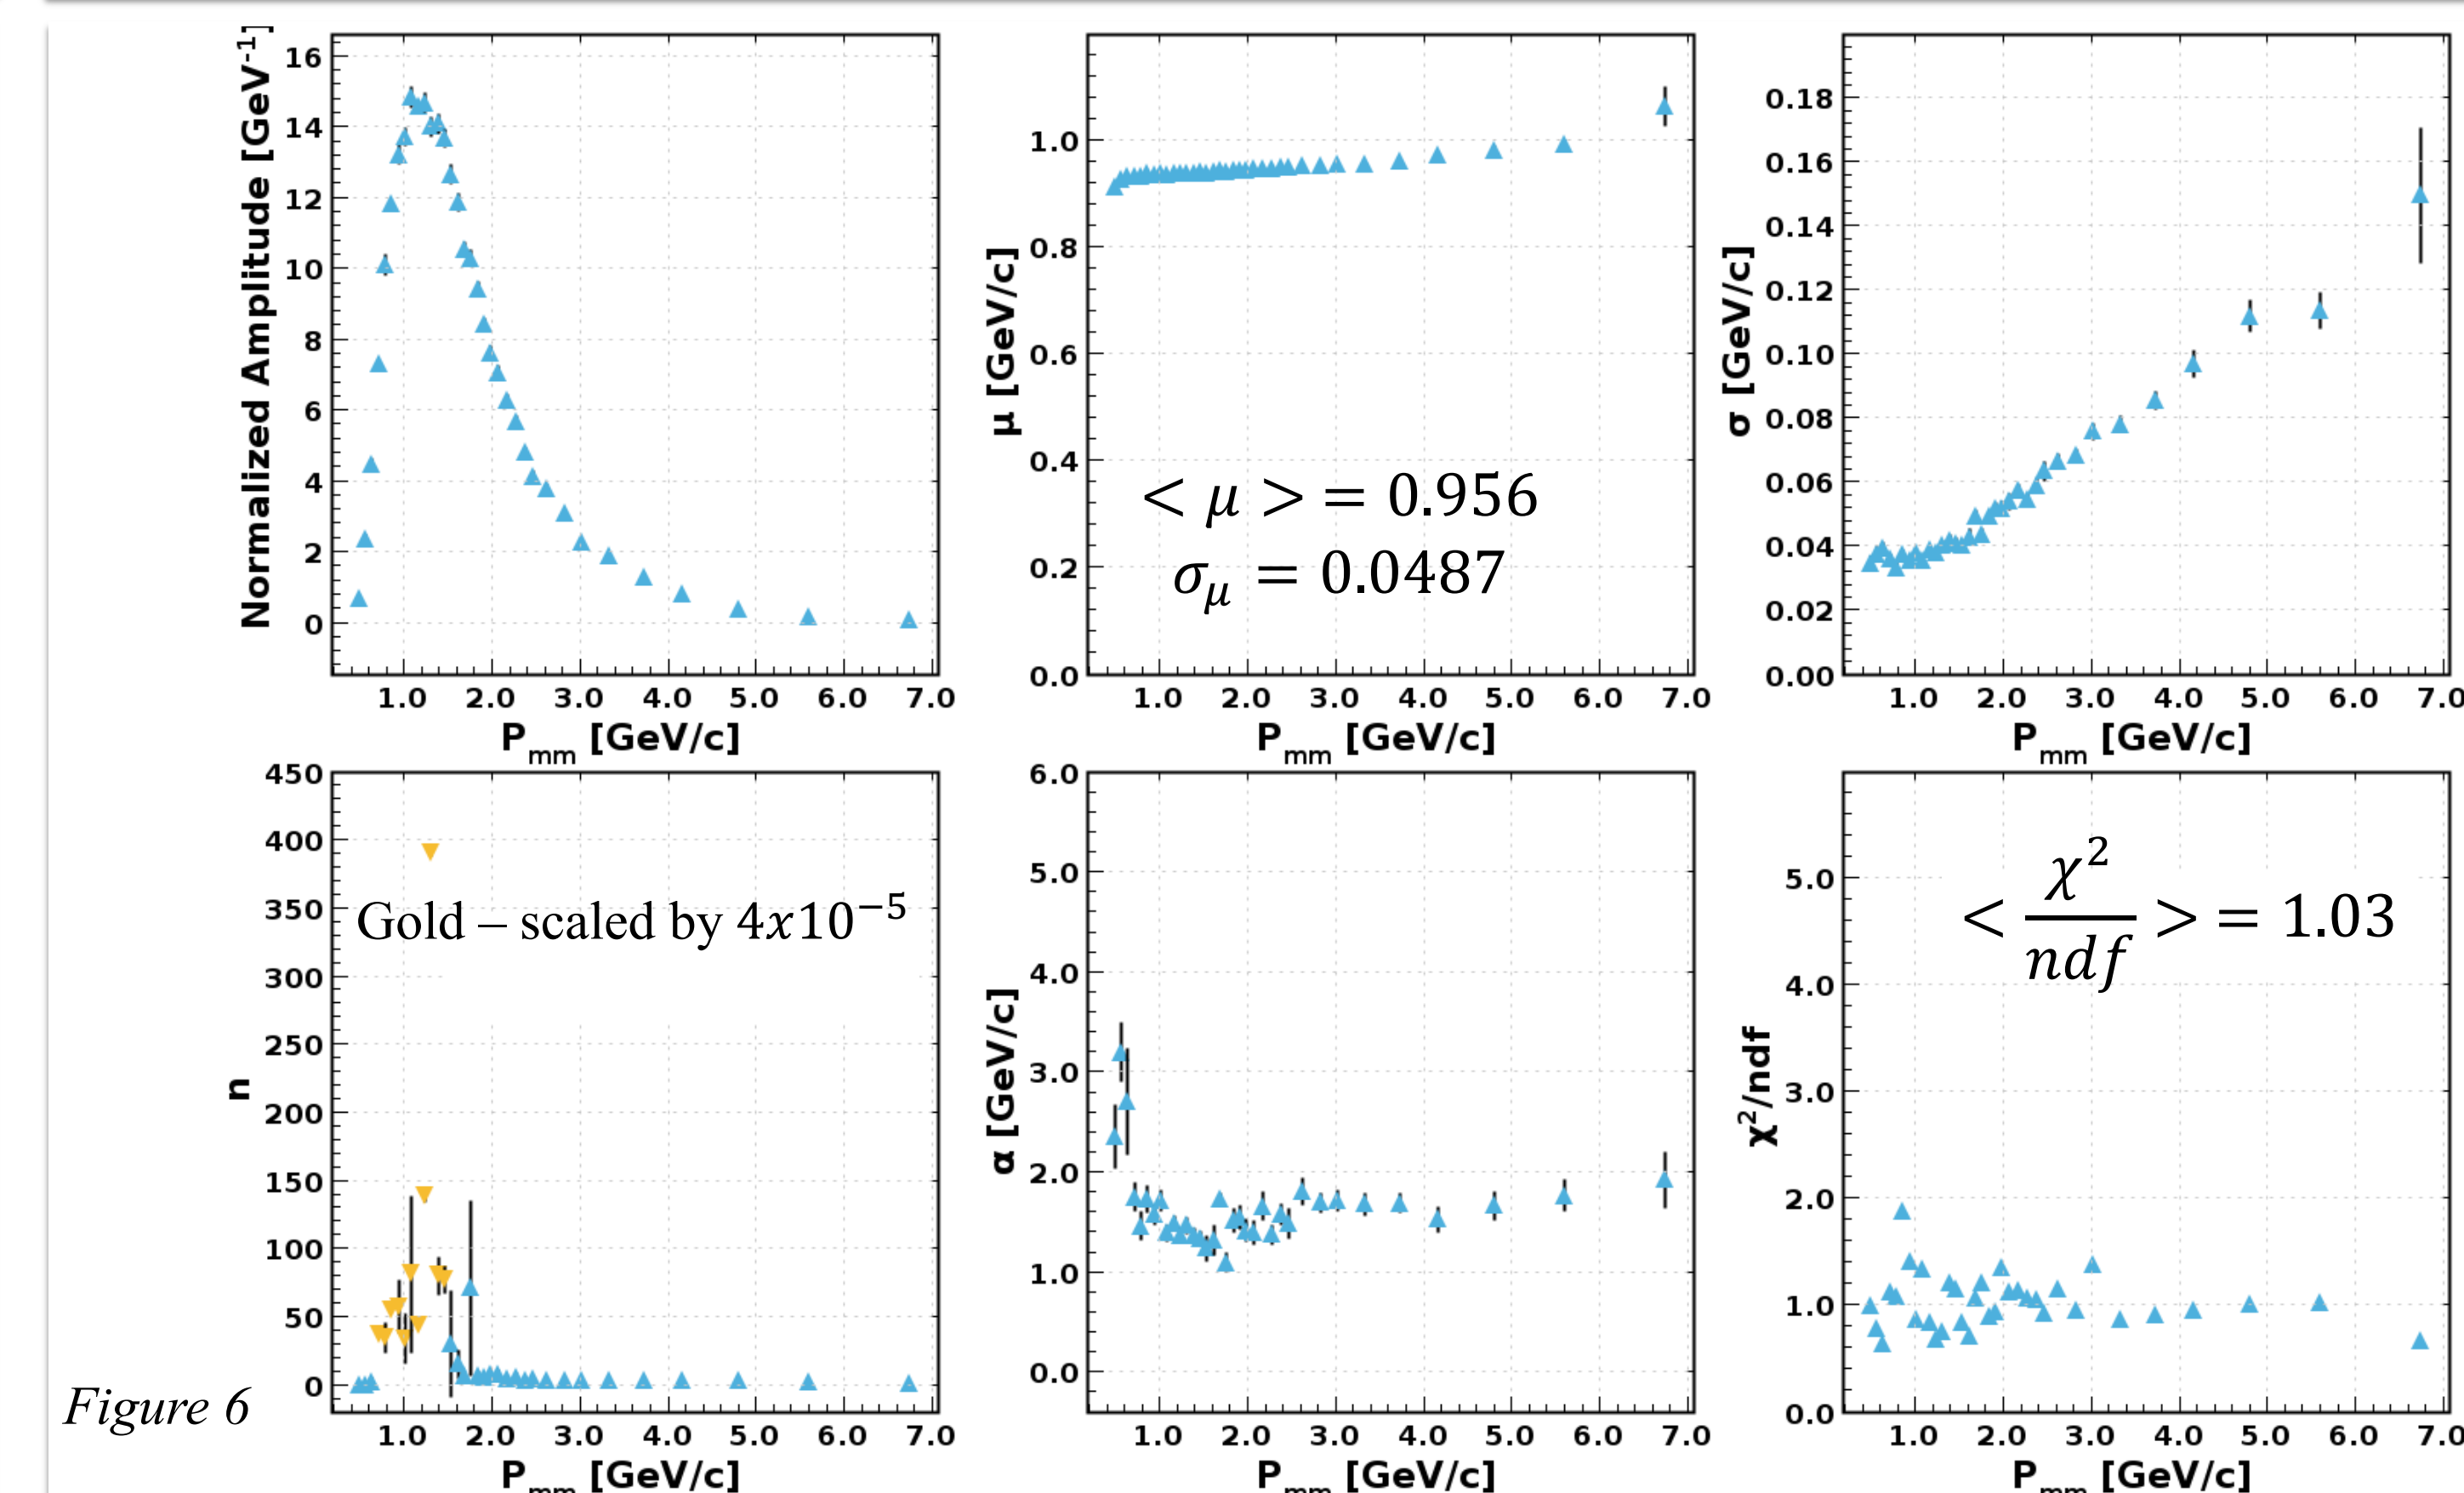 Normalized Amplitude [GeV⁻¹]
16
14
12
10
8
6
4
2
0
1.0 2.0 3.0 4.0 5.0 6.0 7.0
P_mm [GeV/c]
μ [GeV/c]
1.0
0.8
0.6
0.4
0.2
0.0
< μ > = 0.956
σ_μ = 0.0487
1.0 2.0 3.0 4.0 5.0 6.0 7.0
P_mm [GeV/c]
σ [GeV/c]
0.18
0.16
0.14
0.12
0.10
0.08
0.06
0.04
0.02
0.00
1.0 2.0 3.0 4.0 5.0 6.0 7.0
P_mm [GeV/c]
n
450
400
350
300
250
200
150
100
50
0
Gold – scaled by 4x10⁻⁵
1.0 2.0 3.0 4.0 5.0 6.0 7.0
P_mm [GeV/c]
α [GeV/c]
6.0
5.0
4.0
3.0
2.0
1.0
0.0
1.0 2.0 3.0 4.0 5.0 6.0 7.0
P_mm [GeV/c]
χ²/ndf
5.0
4.0
3.0
2.0
1.0
0.0
< χ²/ndf > = 1.03
1.0 2.0 3.0 4.0 5.0 6.0 7.0
P_mm [GeV/c]
Figure 6